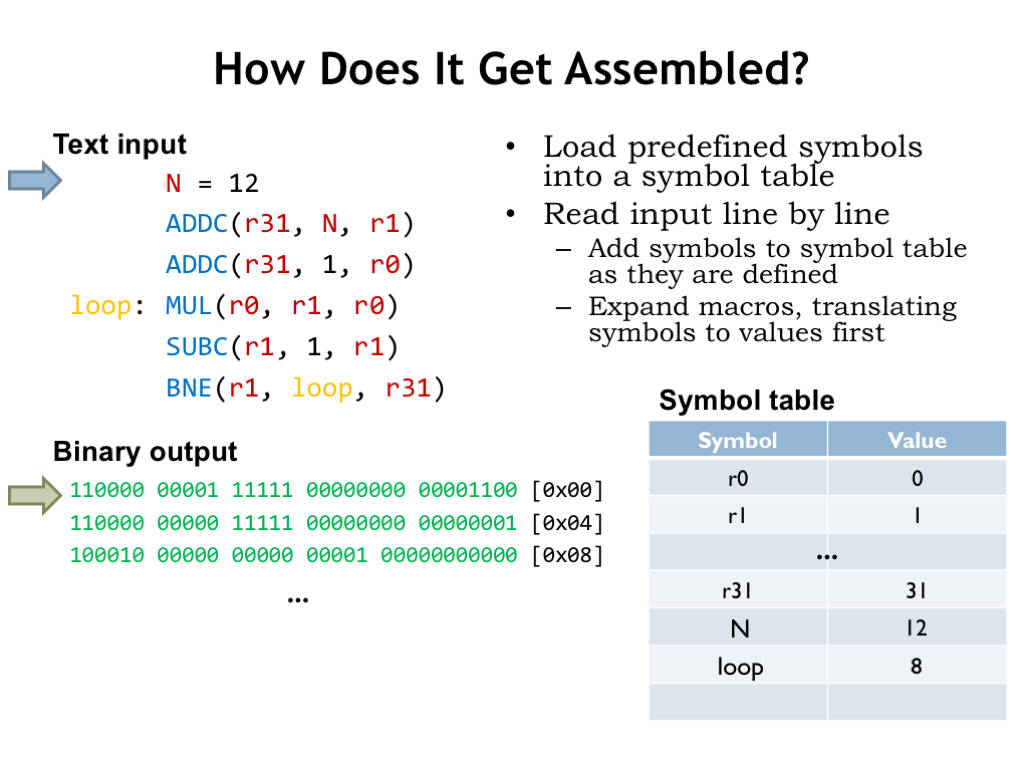 How Does It Get Assembled?
Text input
N = 12
ADDC(r31, N, r1)
ADDC(r31, 1, r0)
loop: MUL(r0, r1, r0)
SUBC(r1, 1, r1)
BNE(r1, loop, r31)
Binary output
110000 00001 11111 00000000 00001100 [0x00]
110000 00000 11111 00000000 00000001 [0x04]
100010 00000 00000 00001 00000000000 [0x08]
...
• Load predefined symbols
into a symbol table
• Read input line by line
– Add symbols to symbol table
as they are defined
– Expand macros, translating
symbols to values first
Symbol table
Symbol Value
r0 0
r1 1
...
r31 31
N 12
loop 8